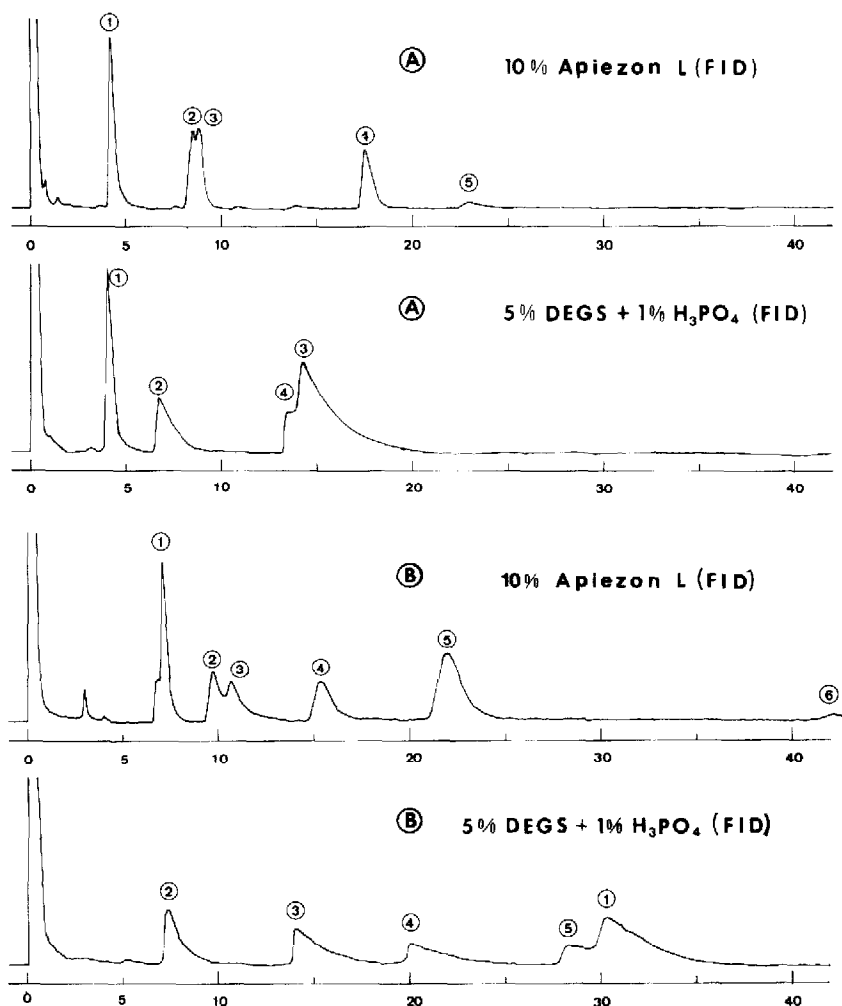 ①
Ⓐ 10% Apiezon L (FID)
② ③
④
⑤
0 5 10 20 30 40
①
Ⓐ 5% DEGS + 1% H₃PO₄ (FID)
③
②
④
0 5 10 20 30 40
①
Ⓑ 10% Apiezon L (FID)
⑤
② ③ ④
⑥
0 5 10 20 30 40
Ⓑ 5% DEGS + 1% H₃PO₄ (FID)
② ③ ④ ⑤ ①
0 5 10 20 30 40